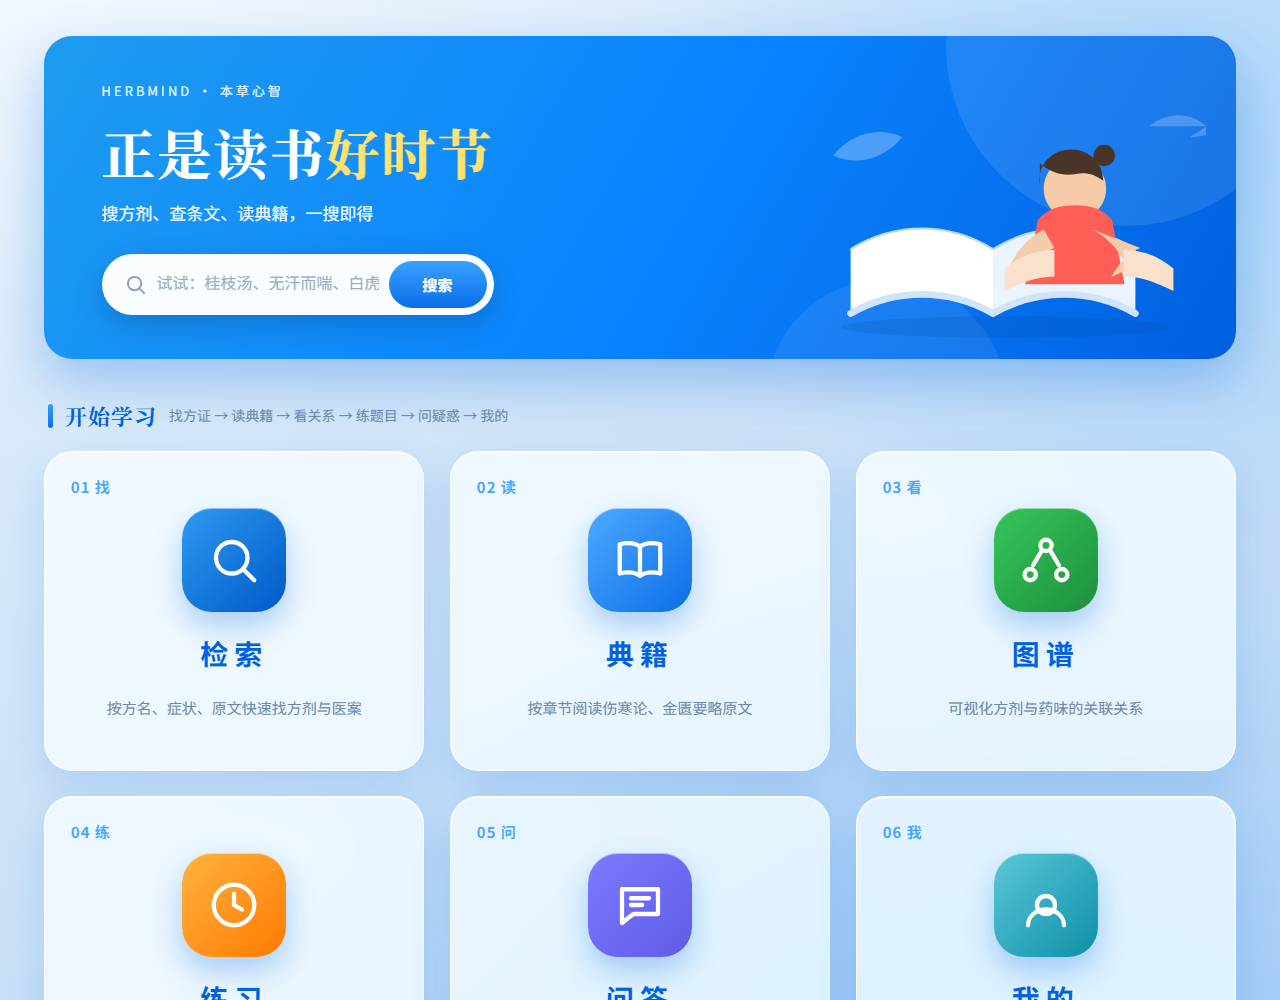 HERBMIND · 本草心智
正是读书好时节
搜方剂、查条文、读典籍，一搜即得
试试：桂枝汤、无汗而喘、白虎
搜索
开始学习 找方证 → 读典籍 → 看关系 → 练题目 → 问疑惑 → 我的
01 找
检索
按方名、症状、原文快速找方剂与医案
02 读
典籍
按章节阅读伤寒论、金匮要略原文
03 看
图谱
可视化方剂与药味的关联关系
04 练
练习
05 问
问答
06 我
我的